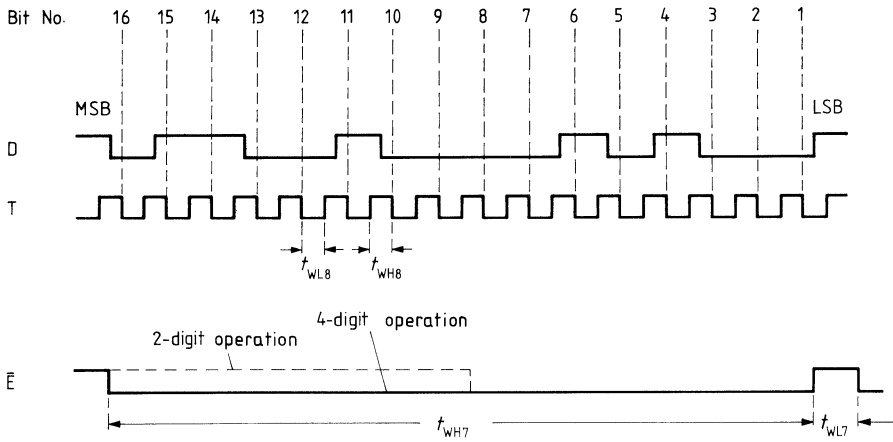 Bit No. 16 15 14 13 12 11 10 9 8 7 6 5 4 3 2 1
MSB LSB
D
T
tWL8 tWH8
4-digit operation
2-digit operation
Ē
tWH7 tWL7